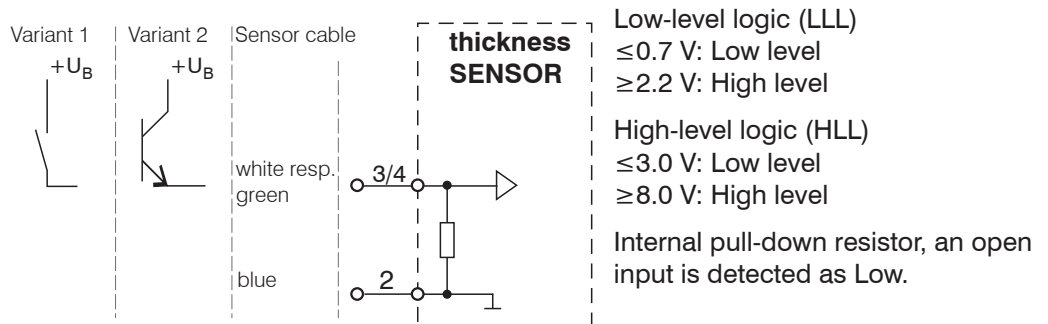 Variant 1
Variant 2
Sensor cable
+UB
+UB
thickness
SENSOR
white resp.
green
3/4
blue
2
Low-level logic (LLL)
≤0.7 V: Low level
≥2.2 V: High level
High-level logic (HLL)
≤3.0 V: Low level
≥8.0 V: High level
Internal pull-down resistor, an open
input is detected as Low.